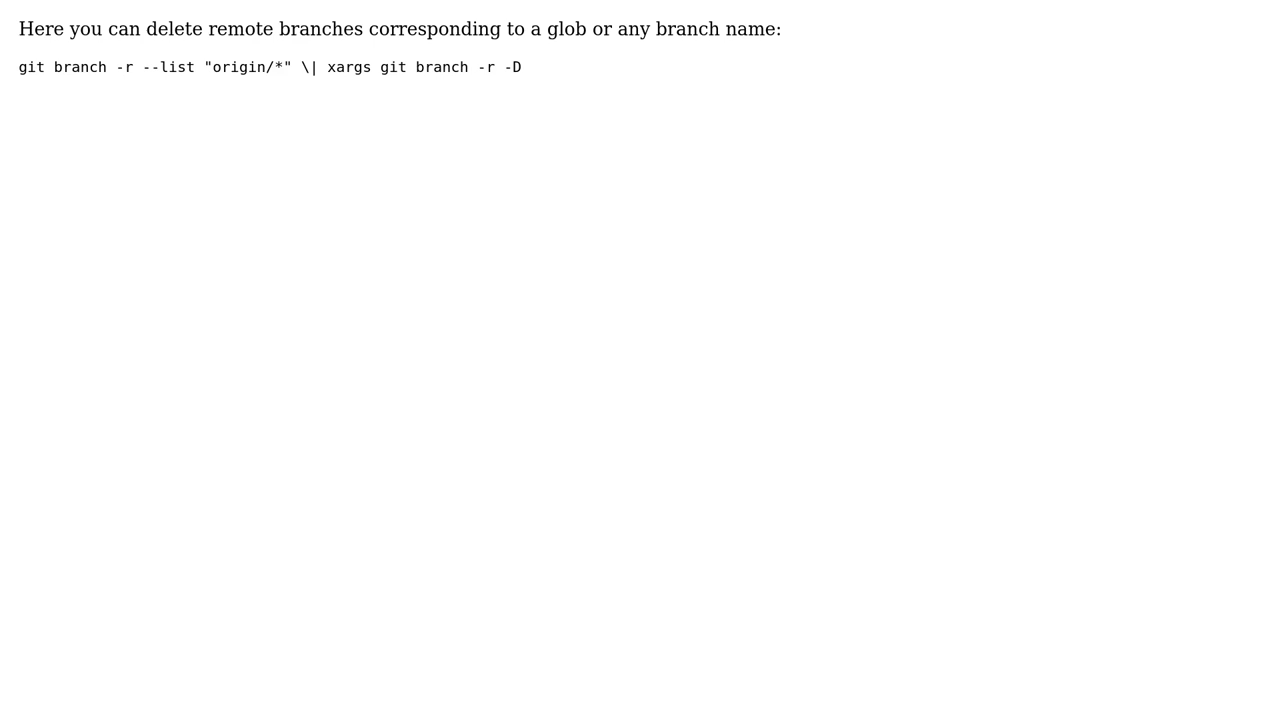 Here you can delete remote branches corresponding to a glob or any branch name:
git branch -r --list "origin/*" \| xargs git branch -r -D